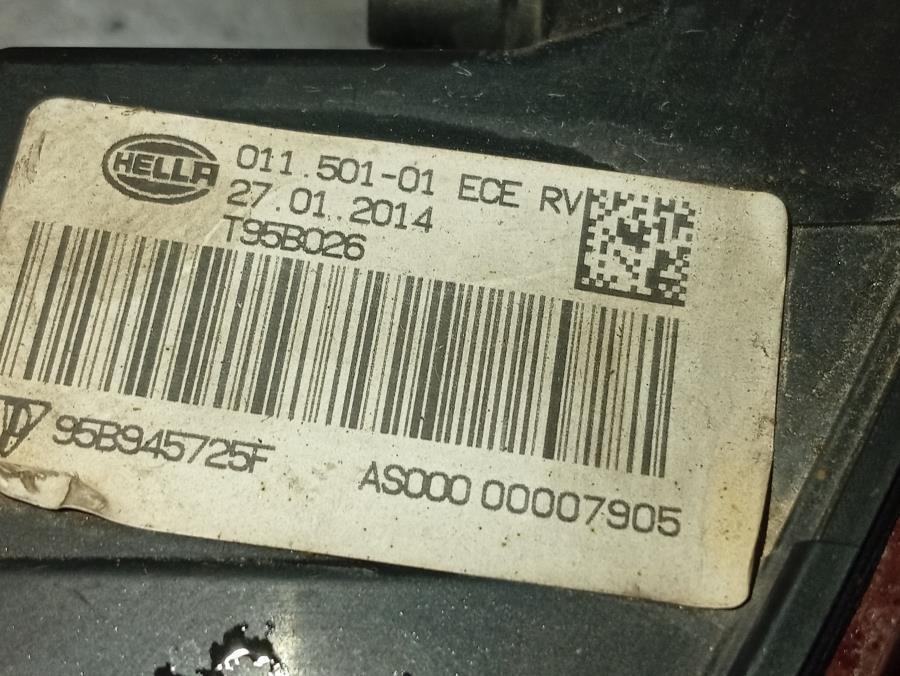 HELLA
011.501-01 ECE RV
27.01.2014
T95B026
95B945725F
AS000 00007905